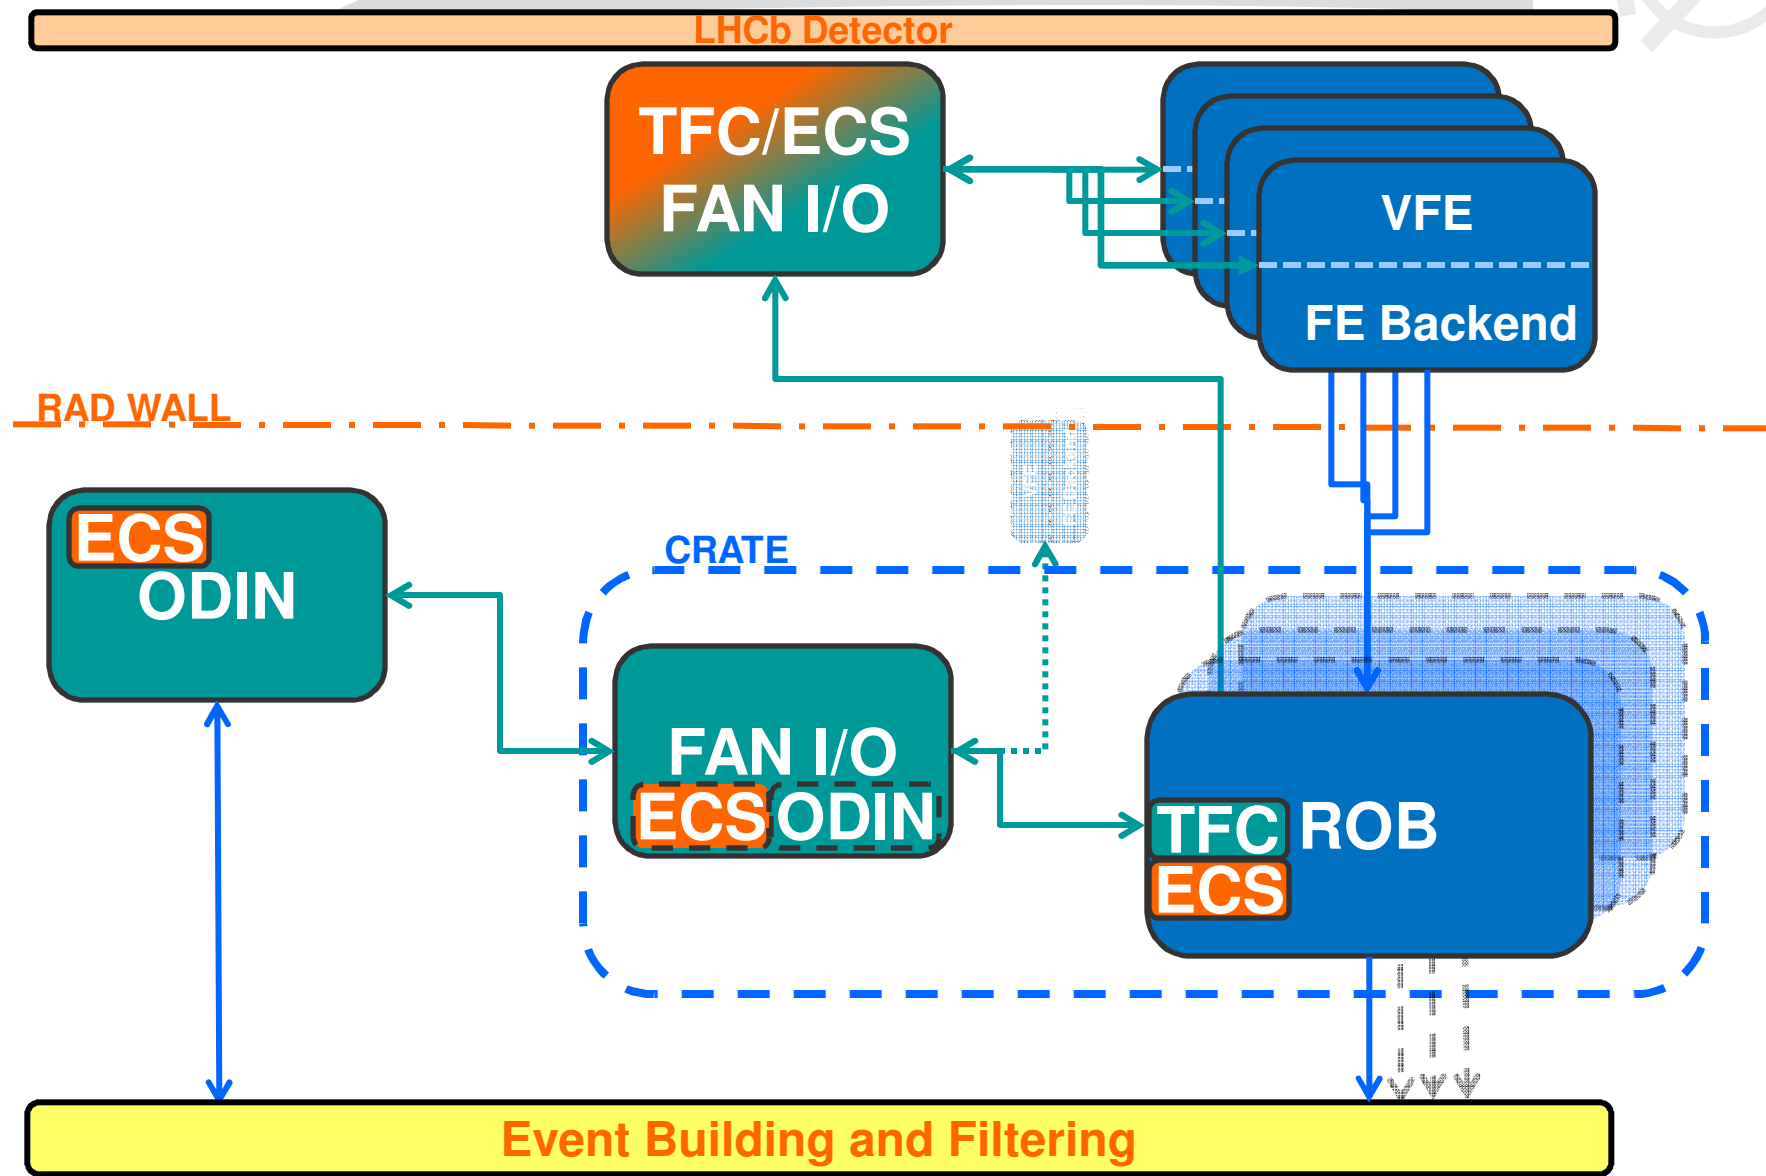 LHCb Detector
TFC/ECS
FAN I/O
VFE
FE Backend
RAD WALL
ECS
ODIN
CRATE
FAN I/O
ECS ODIN
TFC ROB
ECS
Event Building and Filtering